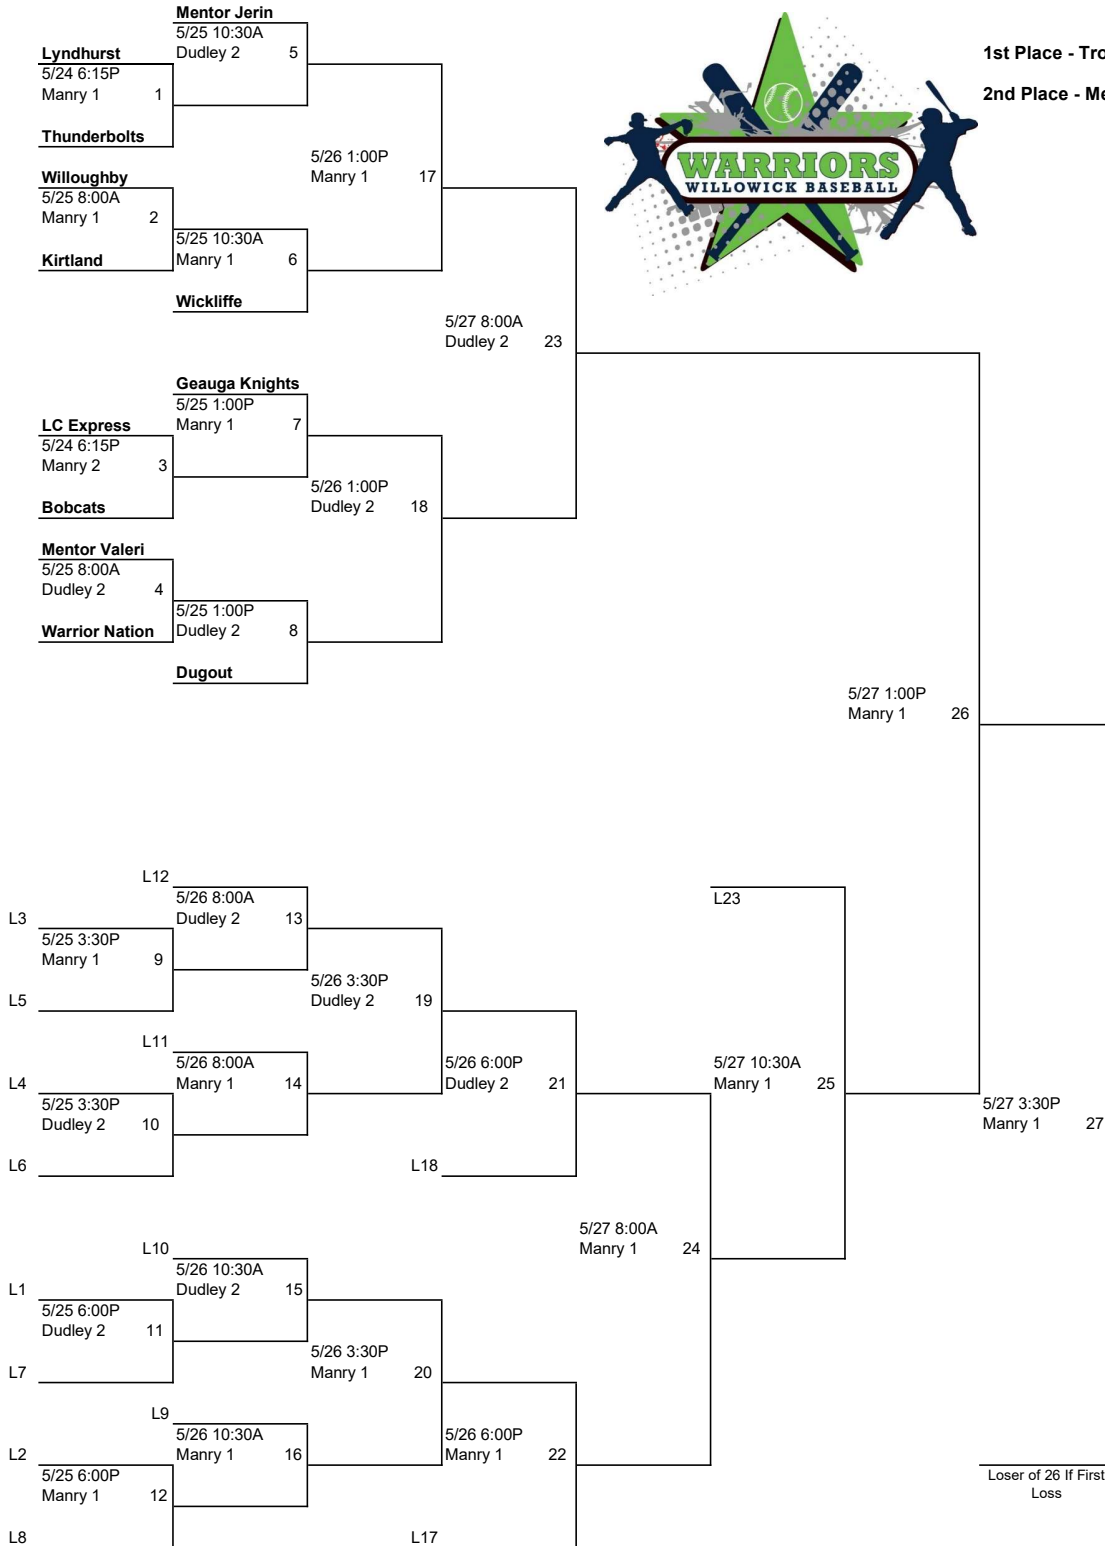 Mentor Jerin
5/25 10:30A
Lyndhurst
Dudley 2 5
5/24 6:15P
Manry 1 1
Thunderbolts
5/26 1:00P
Willoughby
Manry 1 17
5/25 8:00A
Manry 1 2
5/25 10:30A
Kirtland
Manry 1 6
Wickliffe
5/27 8:00A
Dudley 2 23
WARRIORS
WILLOWICK BASEBALL
1st Place - Tro
2nd Place - Me
Geauga Knights
5/25 1:00P
LC Express
Manry 1 7
5/24 6:15P
Manry 2 3
5/26 1:00P
Bobcats
Dudley 2 18
Mentor Valeri
5/25 8:00A
Dudley 2 4
5/25 1:00P
Warrior Nation
Dudley 2 8
Dugout
5/27 1:00P
Manry 1 26
L12
5/26 8:00A
L23
L3
Dudley 2 13
5/25 3:30P
Manry 1 9
5/26 3:30P
L5
Dudley 2 19
L11
5/26 8:00A
5/26 6:00P
5/27 10:30A
L4
Manry 1 14
Dudley 2 21
Manry 1 25
5/25 3:30P
5/27 3:30P
Dudley 2 10
Manry 1 27
L6
L18
5/27 8:00A
L10
Manry 1 24
5/26 10:30A
L1
Dudley 2 15
5/25 6:00P
Dudley 2 11
5/26 3:30P
L7
Manry 1 20
L9
5/26 10:30A
5/26 6:00P
L2
Manry 1 16
Manry 1 22
5/25 6:00P
Loser of 26 If First
Manry 1 12
Loss
L8
L17